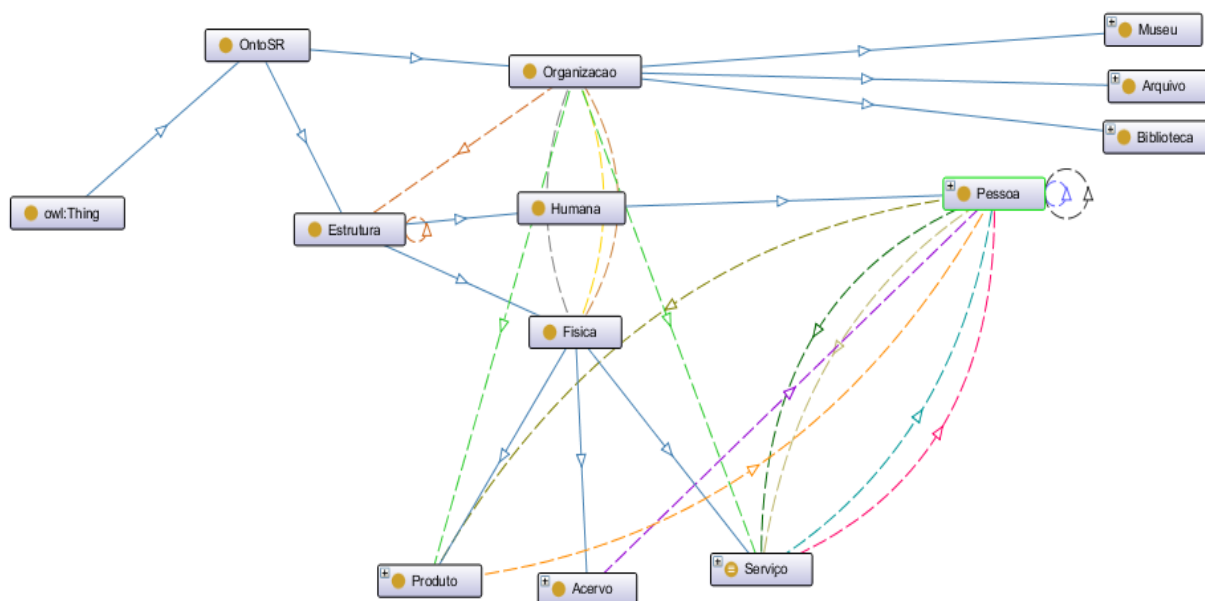 Museu
OntoSR
Organizacao
Arquivo
Biblioteca
Pessoa
owl:Thing
Humana
Estrutura
Fisica
Serviço
Produto
Acervo